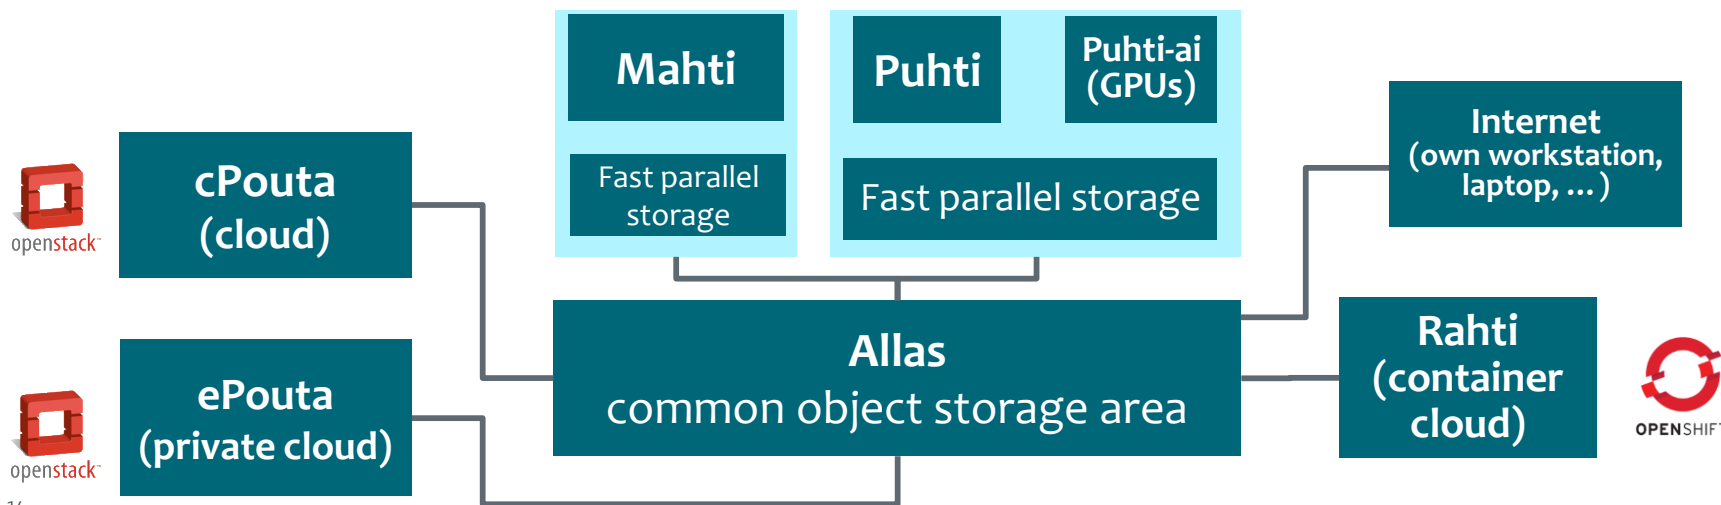 Mahti
Fast parallel
storage
Puhti
Puhti-ai
(GPUs)
Fast parallel storage
cPouta
(cloud)
openstack
ePouta
(private cloud)
openstack
Allas
common object storage area
Internet
(own workstation,
laptop, ...)
Rahti
(container
cloud)
OPENSHIFT